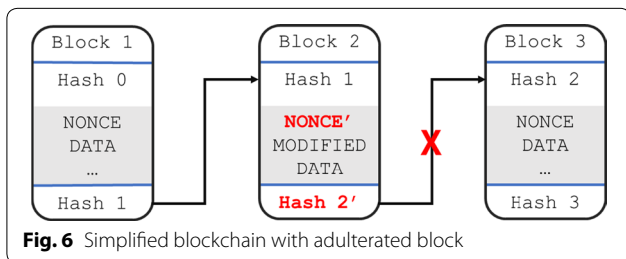 Block 1
Hash 0
NONCE
DATA
…
Hash 1
Block 2
Hash 1
NONCE'
MODIFIED
DATA
Hash 2'
X
Block 3
Hash 2
NONCE
DATA
…
Hash 3
Fig. 6 Simplified blockchain with adulterated block